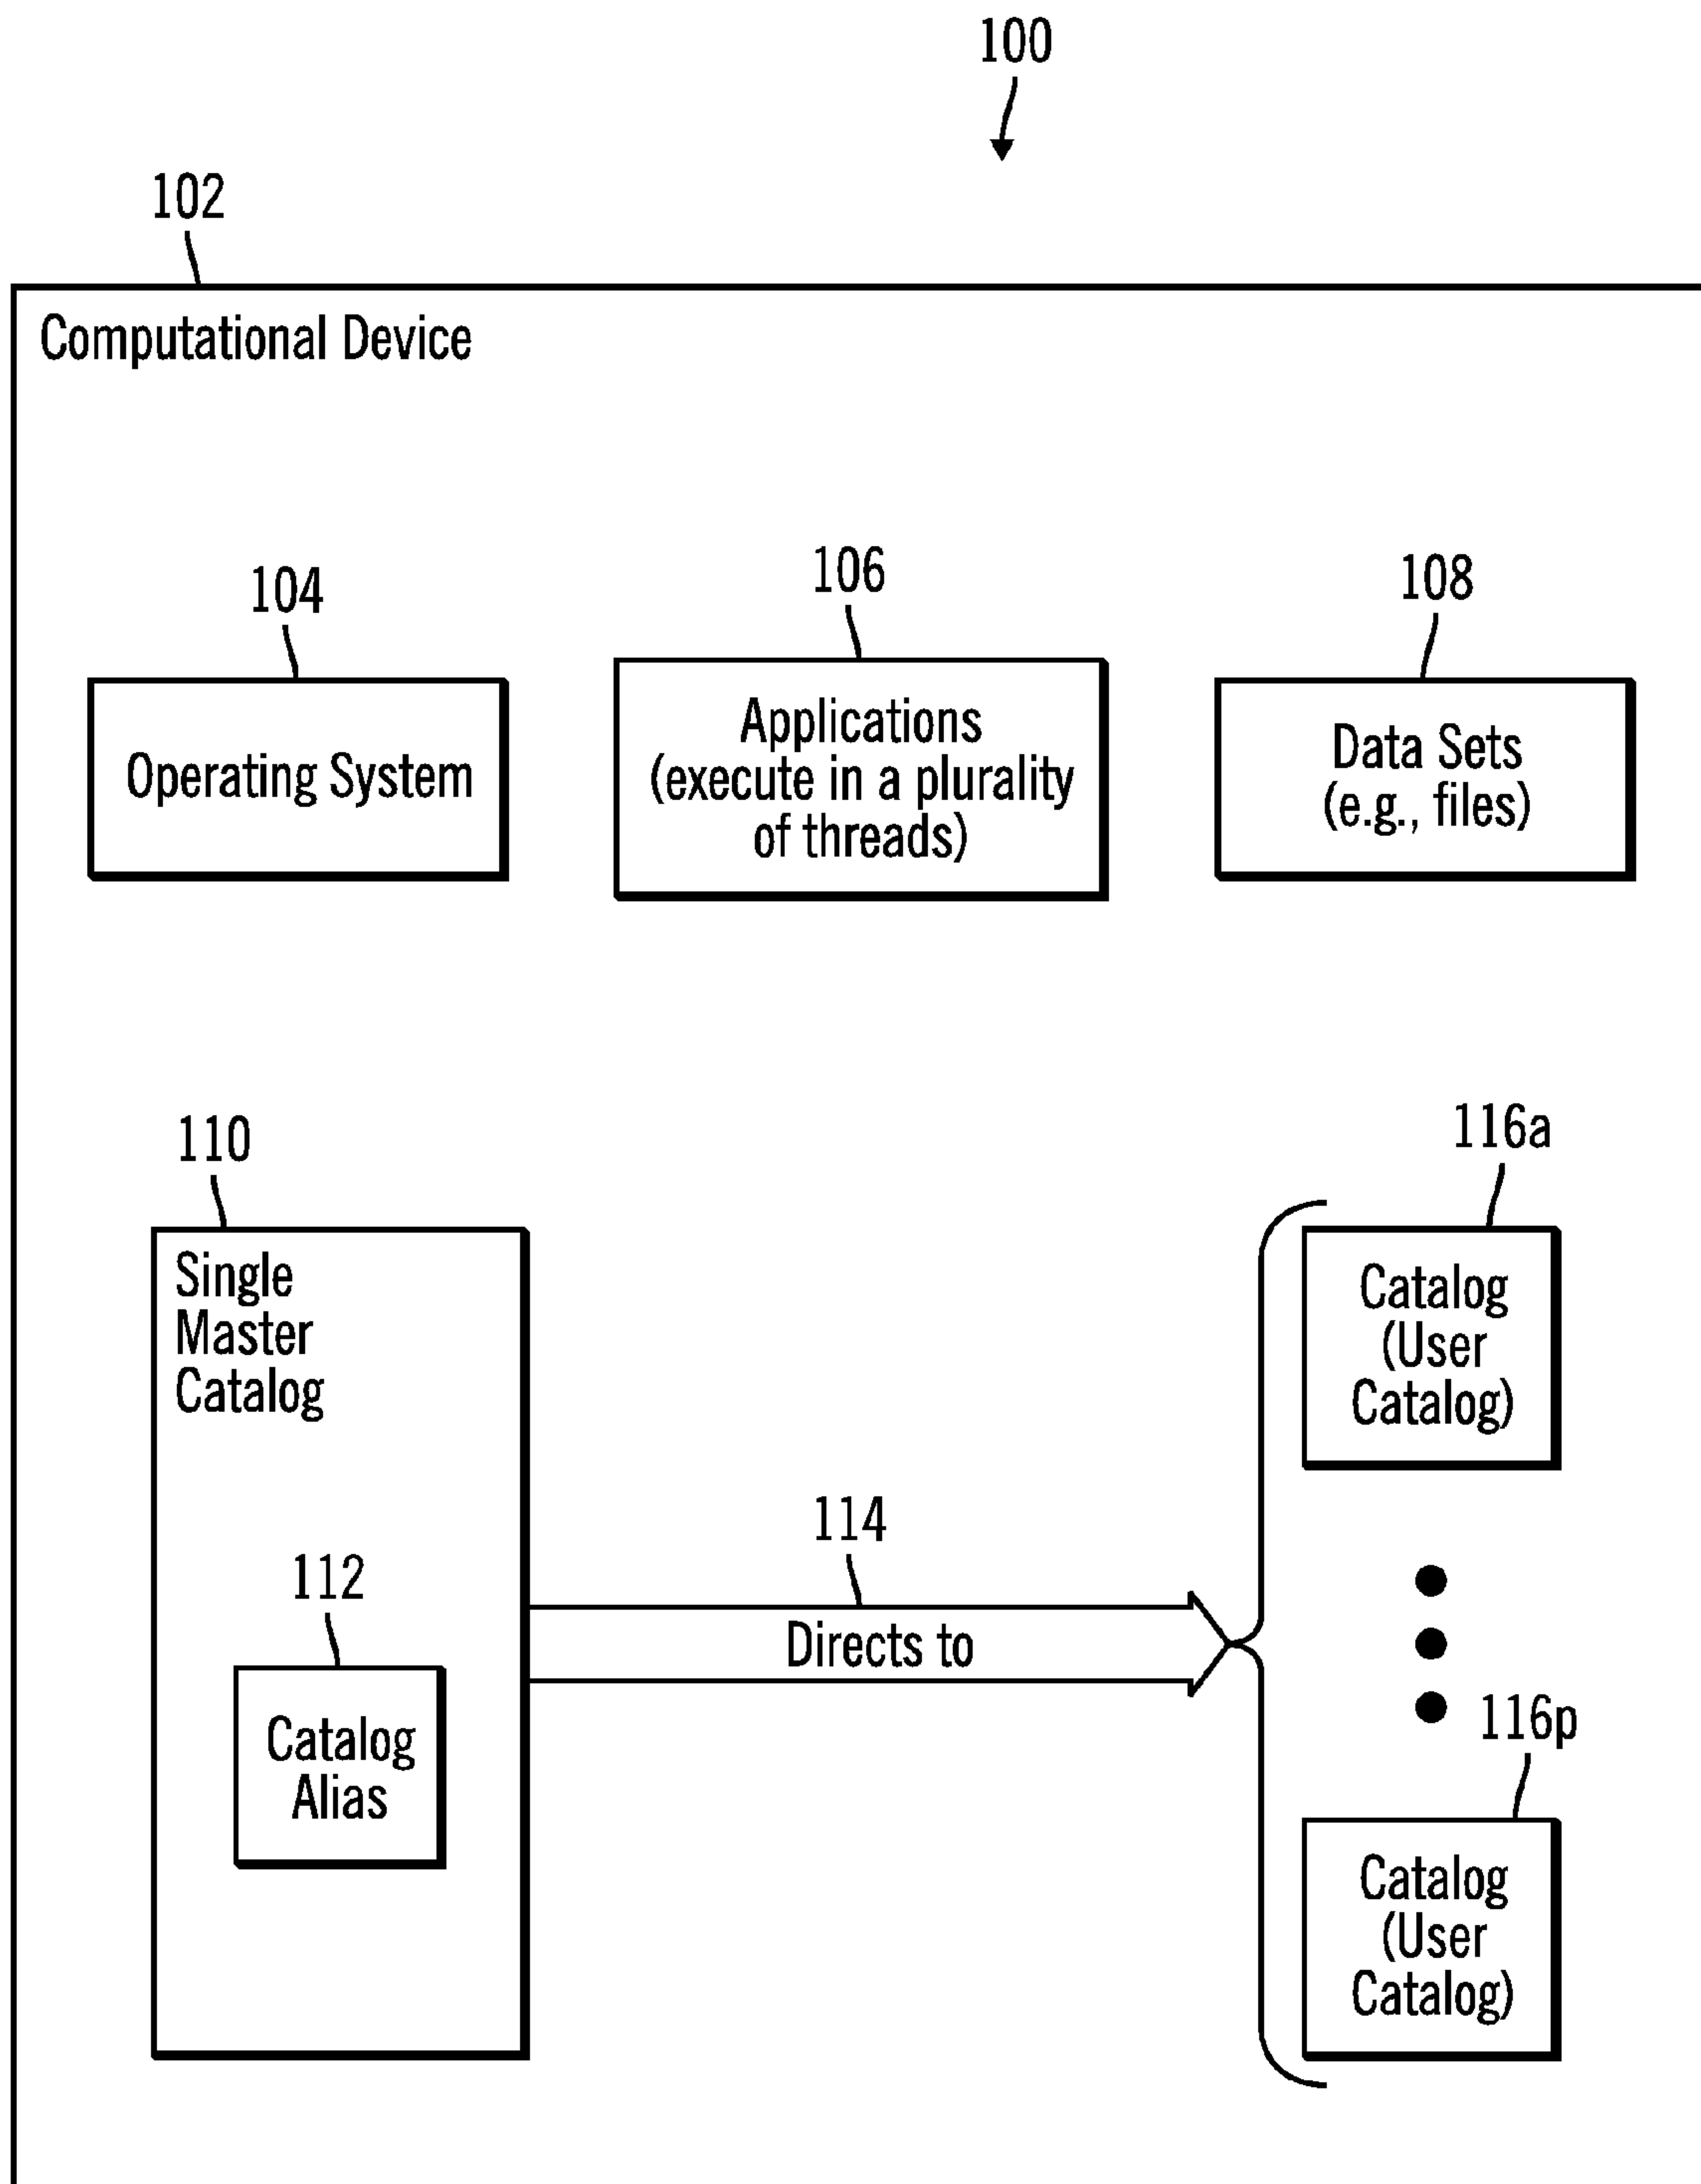 100
102
Computational Device
104
106
108
Operating System
Applications
(execute in a plurality
of threads)
Data Sets
(e.g., files)
110
116a
Single
Master
Catalog
Catalog
(User
Catalog)
114
112
Directs to
116p
Catalog
Alias
Catalog
(User
Catalog)